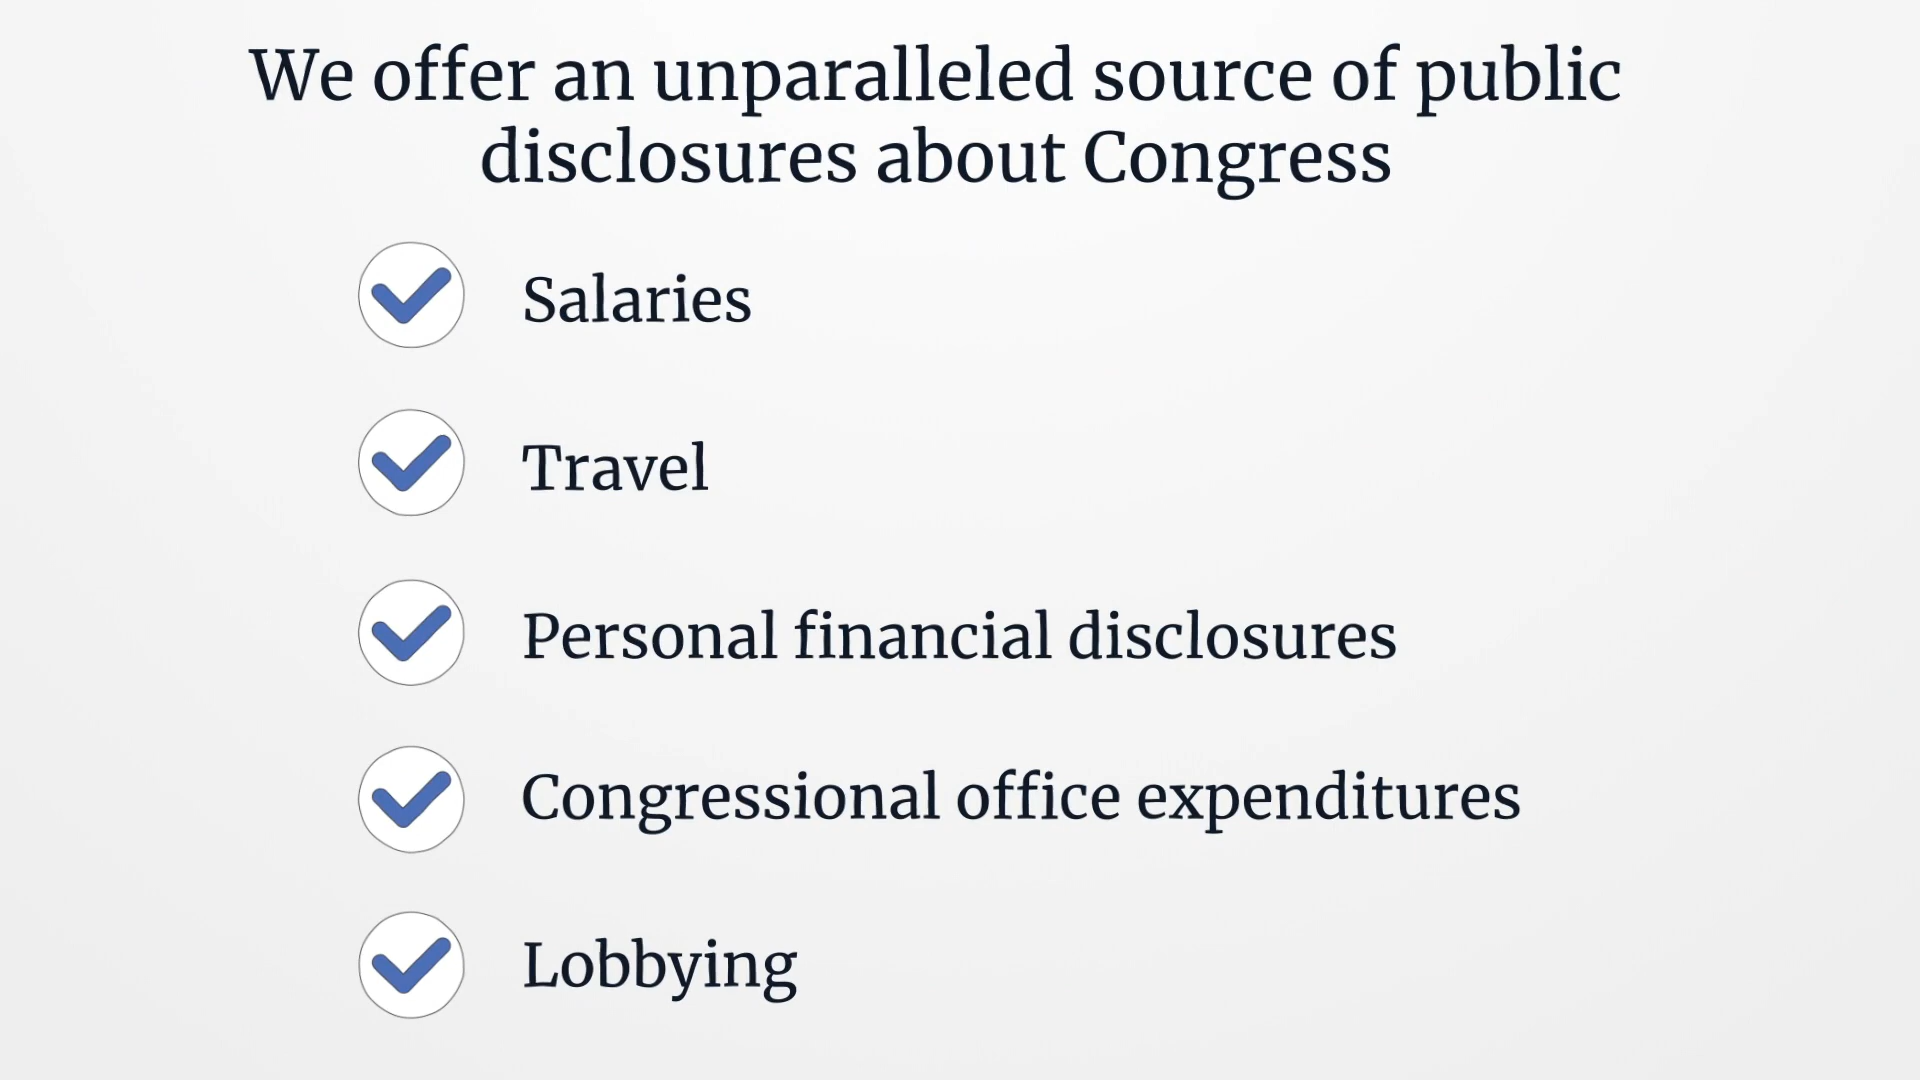 We offer an unparalleled source of public
disclosures about Congress
Salaries
Travel
Personal financial disclosures
Congressional office expenditures
Lobbying